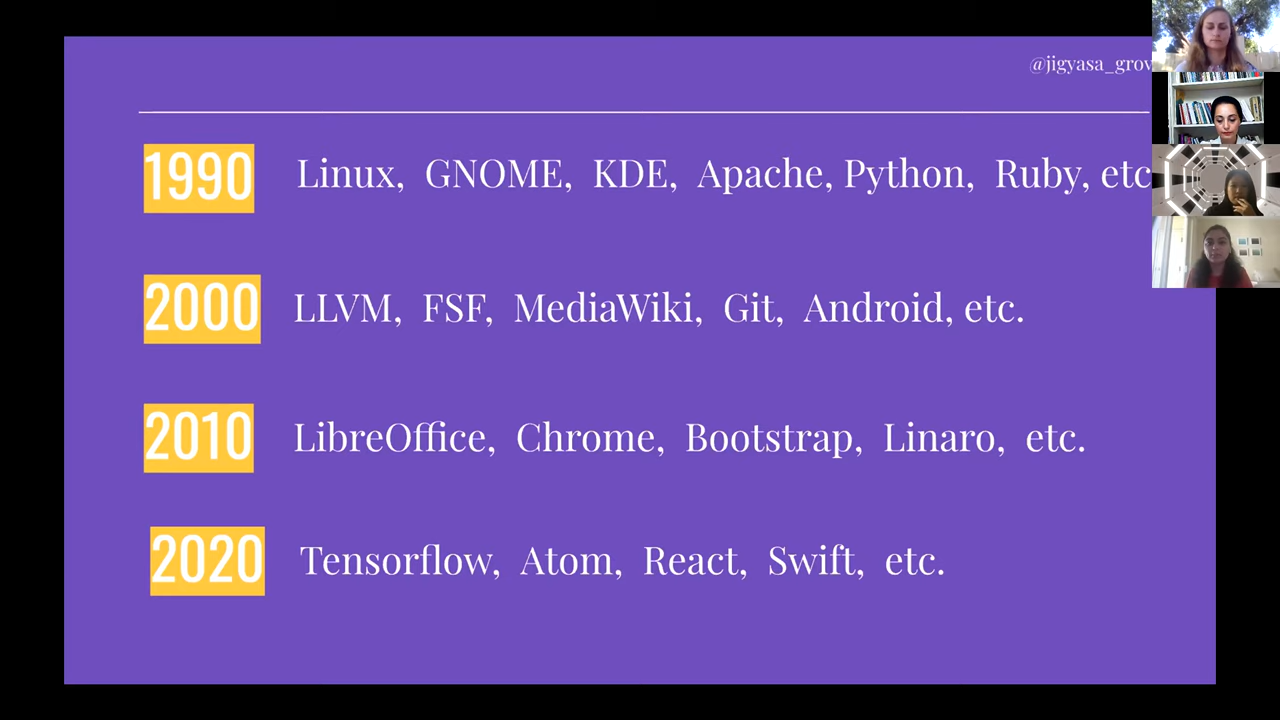 @jigyasa_grov
1990 Linux, GNOME, KDE, Apache, Python, Ruby, etc
2000 LLVM, FSF, MediaWiki, Git, Android, etc.
2010 LibreOffice, Chrome, Bootstrap, Linaro, etc.
2020 Tensorflow, Atom, React, Swift, etc.